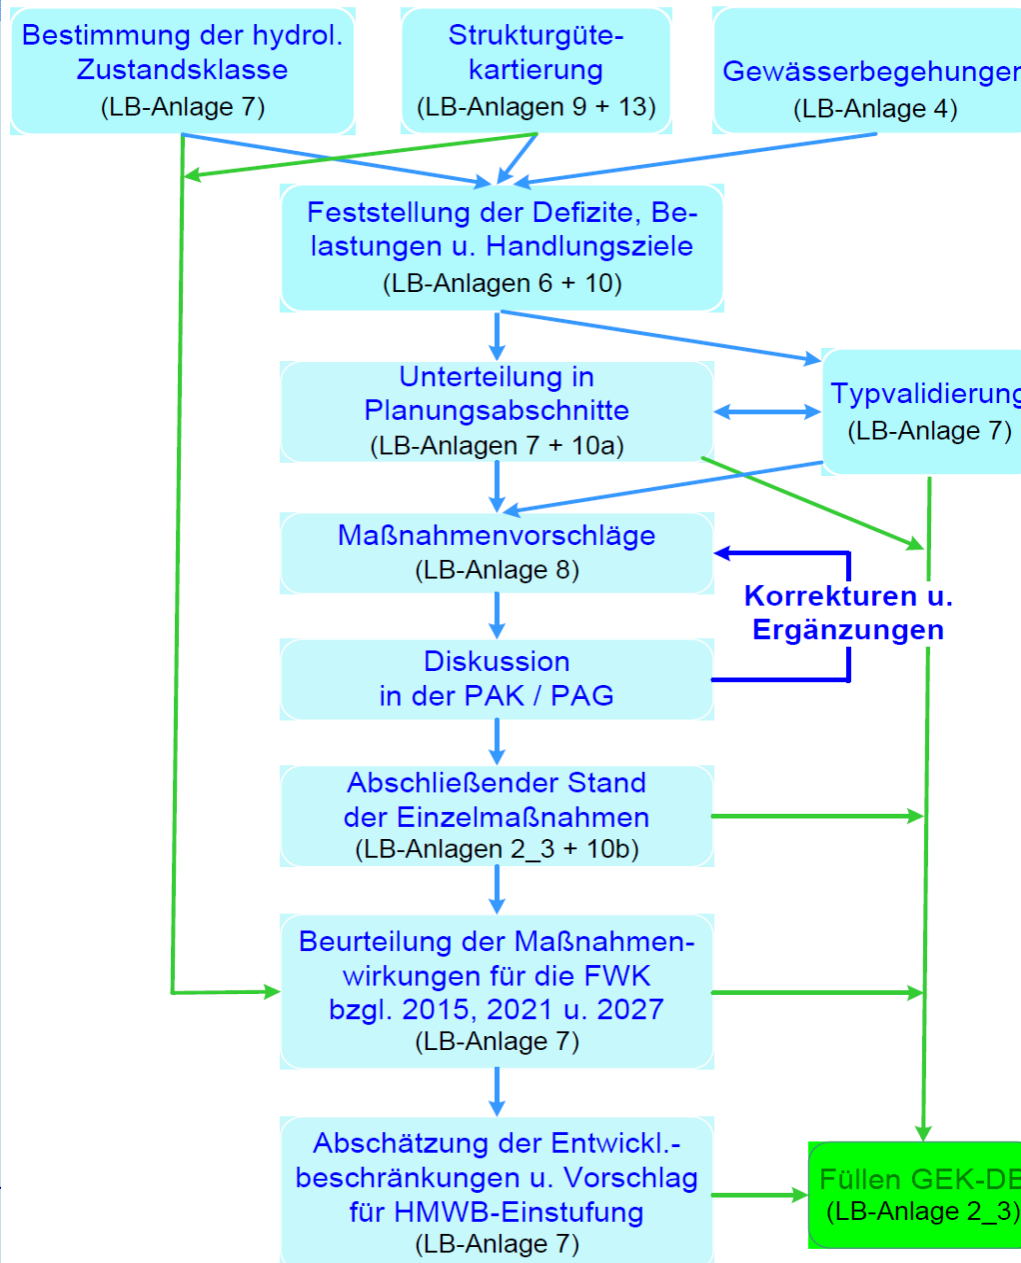 Bestimmung der hydrol.
Zustandsklasse
(LB-Anlage 7)
Strukturgüte-
kartierung
(LB-Anlagen 9 + 13)
Gewässerbegehungen
(LB-Anlage 4)
Feststellung der Defizite, Be-
lastungen u. Handlungsziele
(LB-Anlagen 6 + 10)
Unterteilung in
Planungsabschnitte
(LB-Anlagen 7 + 10a)
Typvalidierung
(LB-Anlage 7)
Maßnahmenvorschläge
(LB-Anlage 8)
Korrekturen u.
Ergänzungen
Diskussion
in der PAK / PAG
Abschließender Stand
der Einzelmaßnahmen
(LB-Anlagen 2_3 + 10b)
Beurteilung der Maßnahmen-
wirkungen für die FWK
bzgl. 2015, 2021 u. 2027
(LB-Anlage 7)
Abschätzung der Entwickl.-
beschränkungen u. Vorschlag
für HMWB-Einstufung
(LB-Anlage 7)
Füllen GEK-DB
(LB-Anlage 2_3)